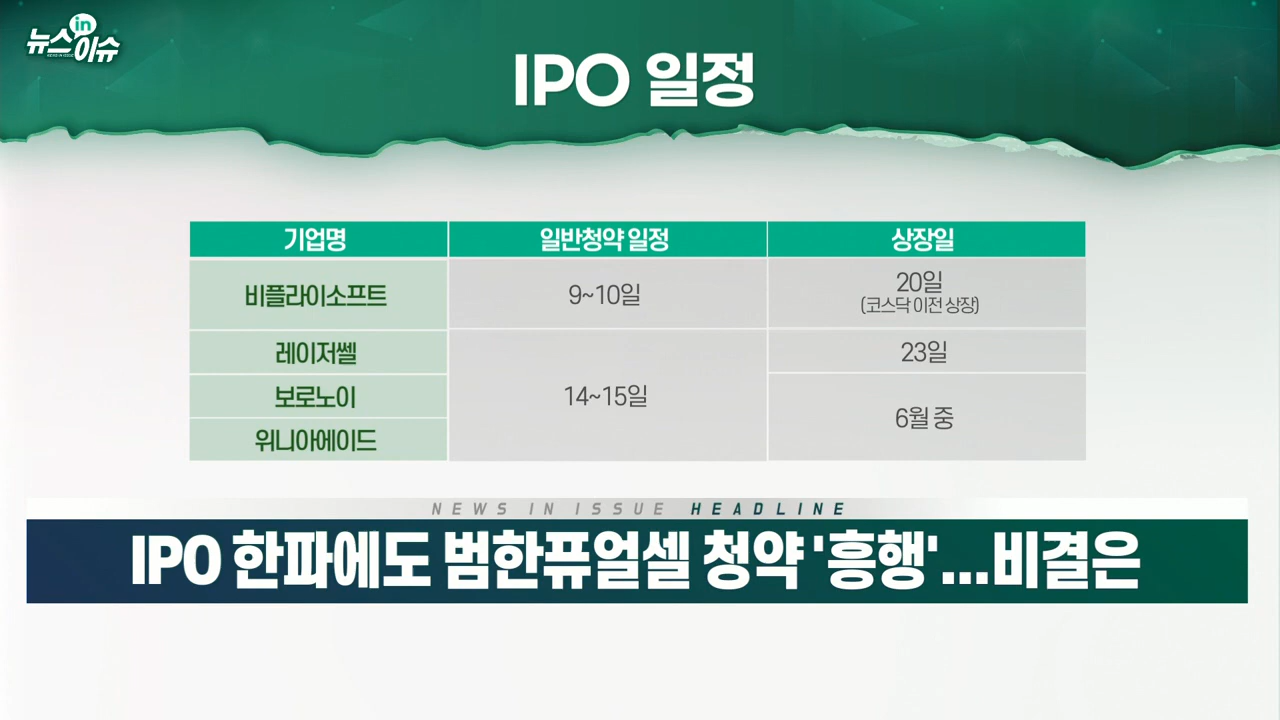 뉴스in이슈
IPO 일정
기업명 일반청약 일정 상장일
비플라이소프트 9~10일 20일
(코스닥 이전 상장)
레이저쎌 23일
보로노이 14~15일 6월 중
위니아에이드
NEWS IN ISSUE HEADLINE
IPO 한파에도 범한퓨얼셀 청약 '흥행'...비결은